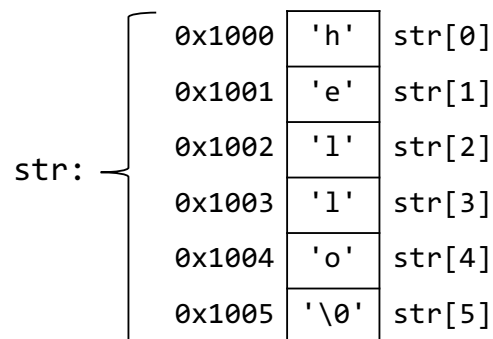 0x1000 'h' str[0]
0x1001 'e' str[1]
str: 0x1002 'l' str[2]
0x1003 'l' str[3]
0x1004 'o' str[4]
0x1005 '\0' str[5]